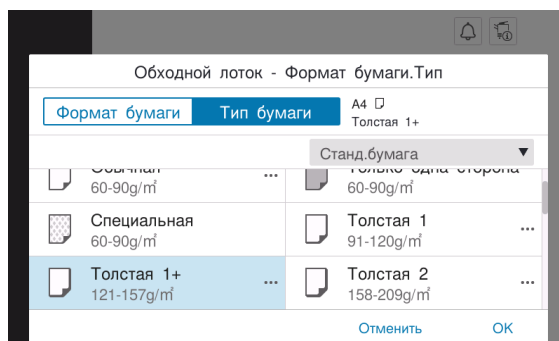 Обходной лоток - Формат бумаги.Тип
Формат бумаги Тип бумаги
A4
Толстая 1+
Станд.бумага
Обычная Только одна сторона
60-90g/㎡ 60-90g/㎡
Специальная Толстая 1
60-90g/㎡ 91-120g/㎡
Толстая 1+ Толстая 2
121-157g/㎡ 158-209g/㎡
Отменить OK